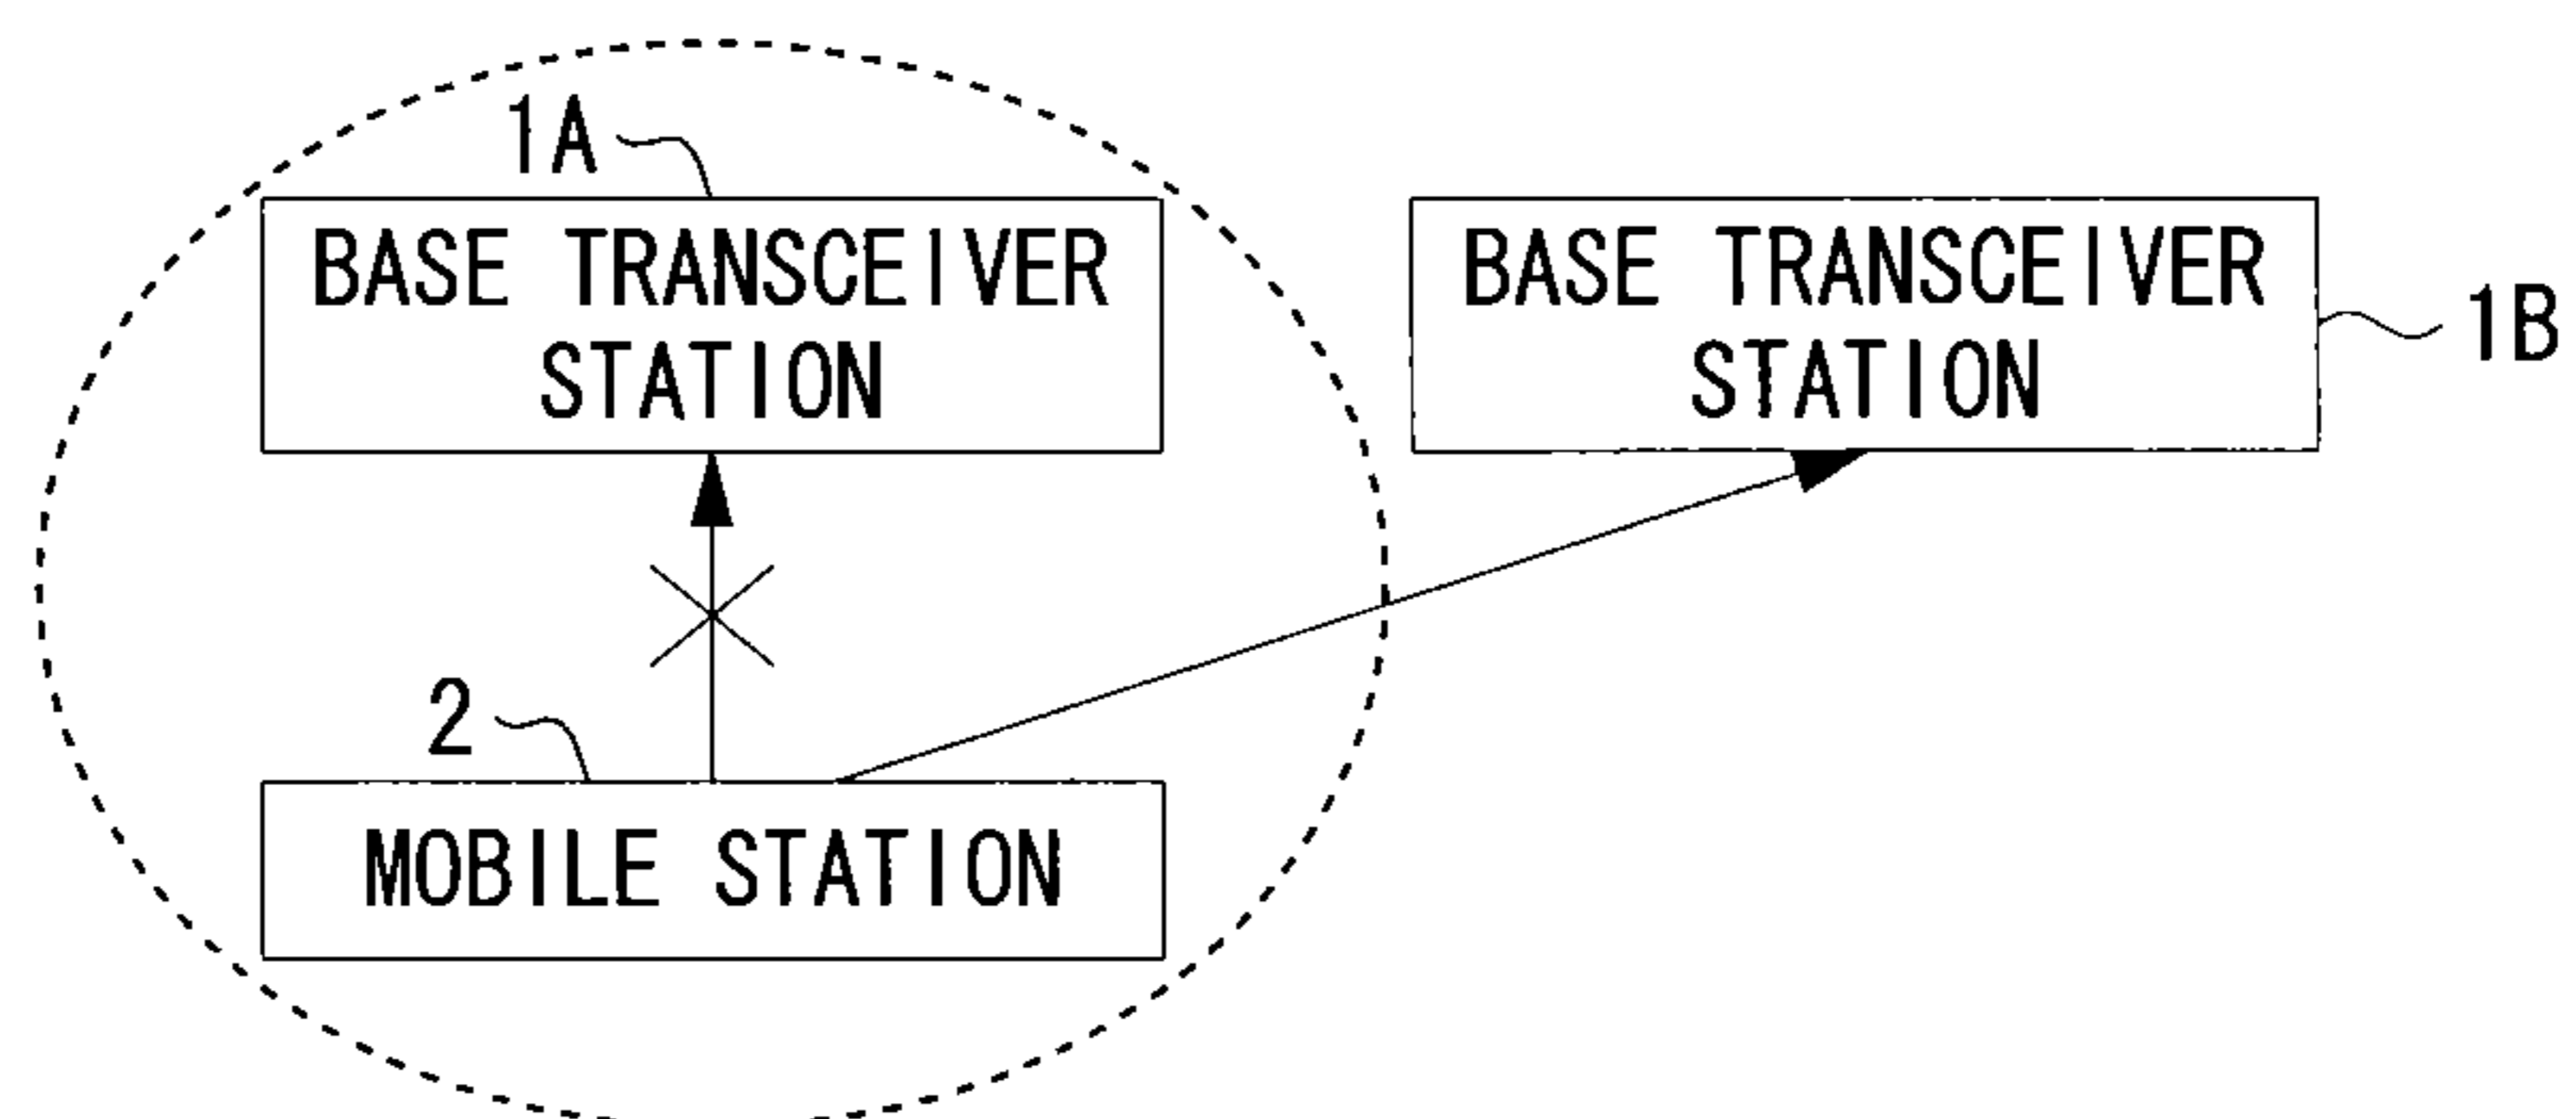 1A
BASE TRANSCEIVER
STATION
BASE TRANSCEIVER
STATION
1B
2
MOBILE STATION